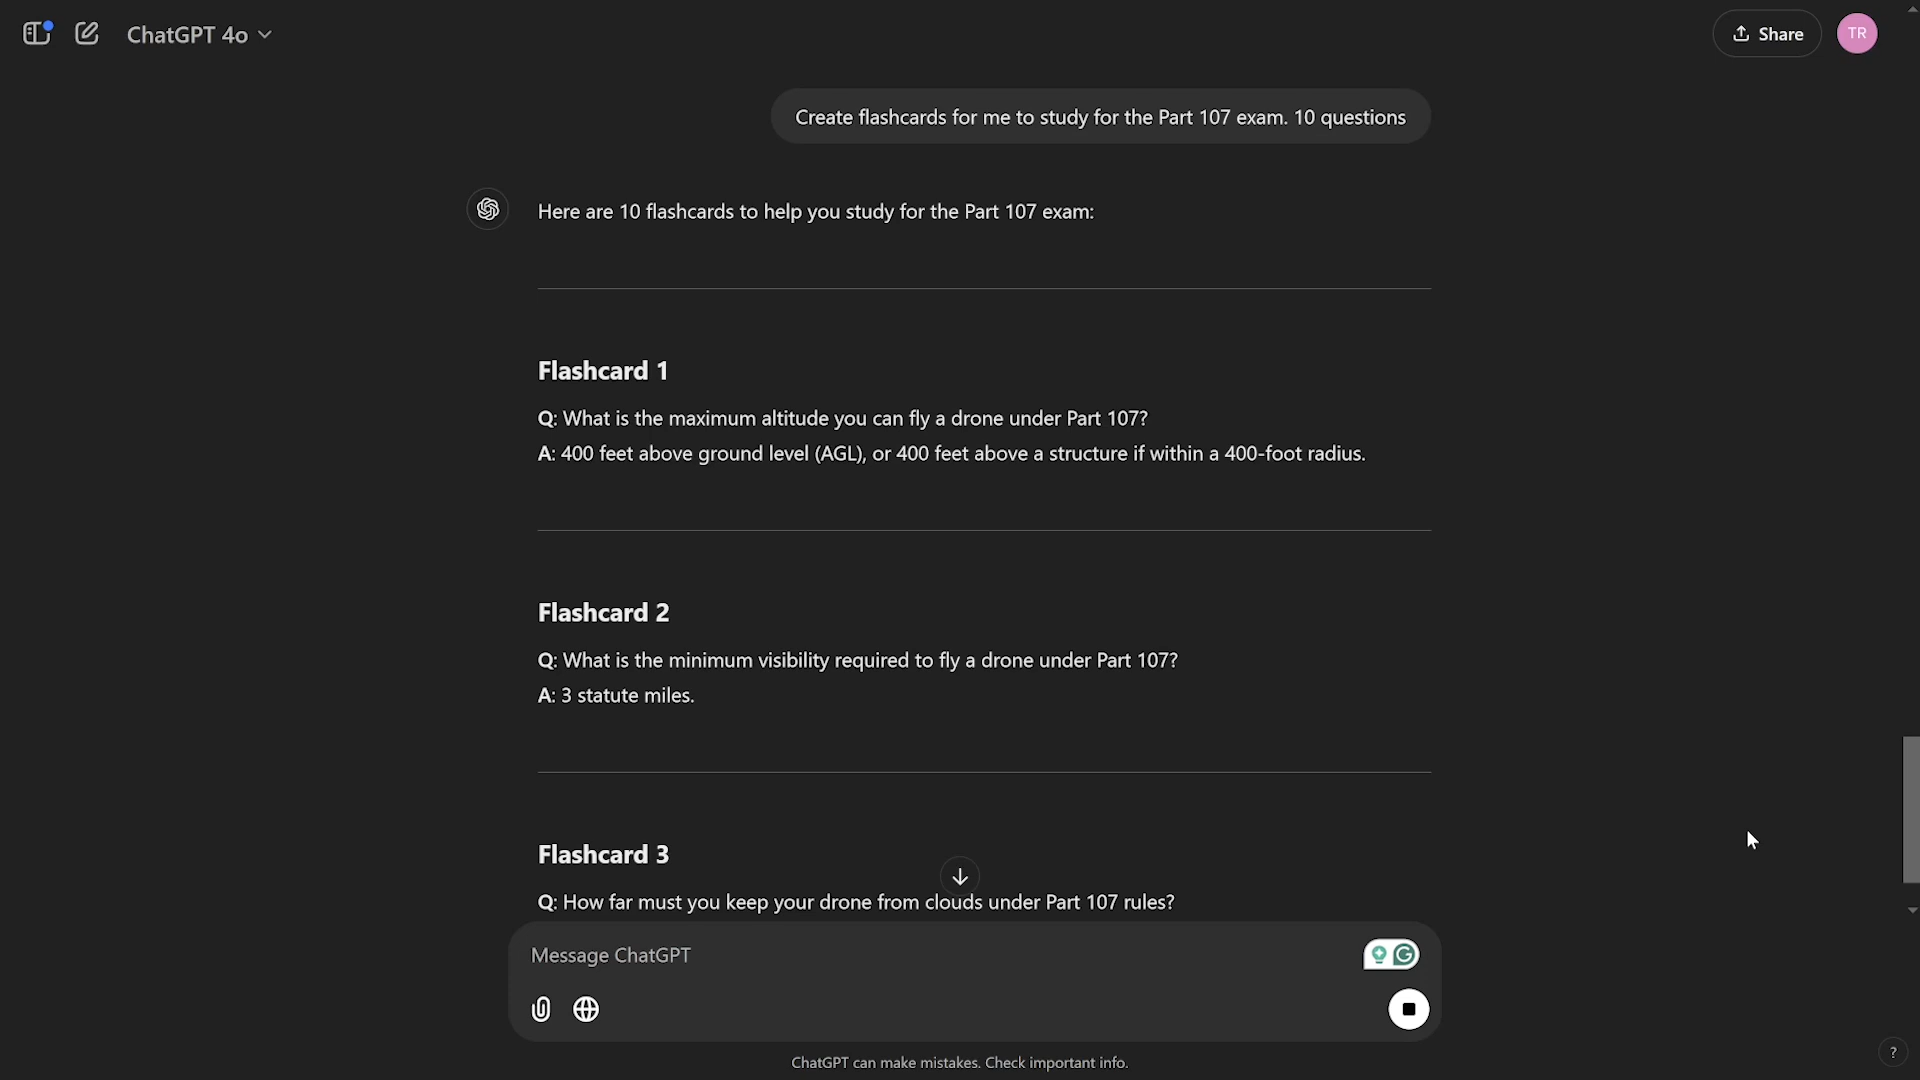 ChatGPT 4o
Share
TR
Create flashcards for me to study for the Part 107 exam. 10 questions
Here are 10 flashcards to help you study for the Part 107 exam:
Flashcard 1
Q: What is the maximum altitude you can fly a drone under Part 107?
A: 400 feet above ground level (AGL), or 400 feet above a structure if within a 400-foot radius.
Flashcard 2
Q: What is the minimum visibility required to fly a drone under Part 107?
A: 3 statute miles.
Flashcard 3
Q: How far must you keep your drone from clouds under Part 107 rules?
Message ChatGPT
ChatGPT can make mistakes. Check important info.
?